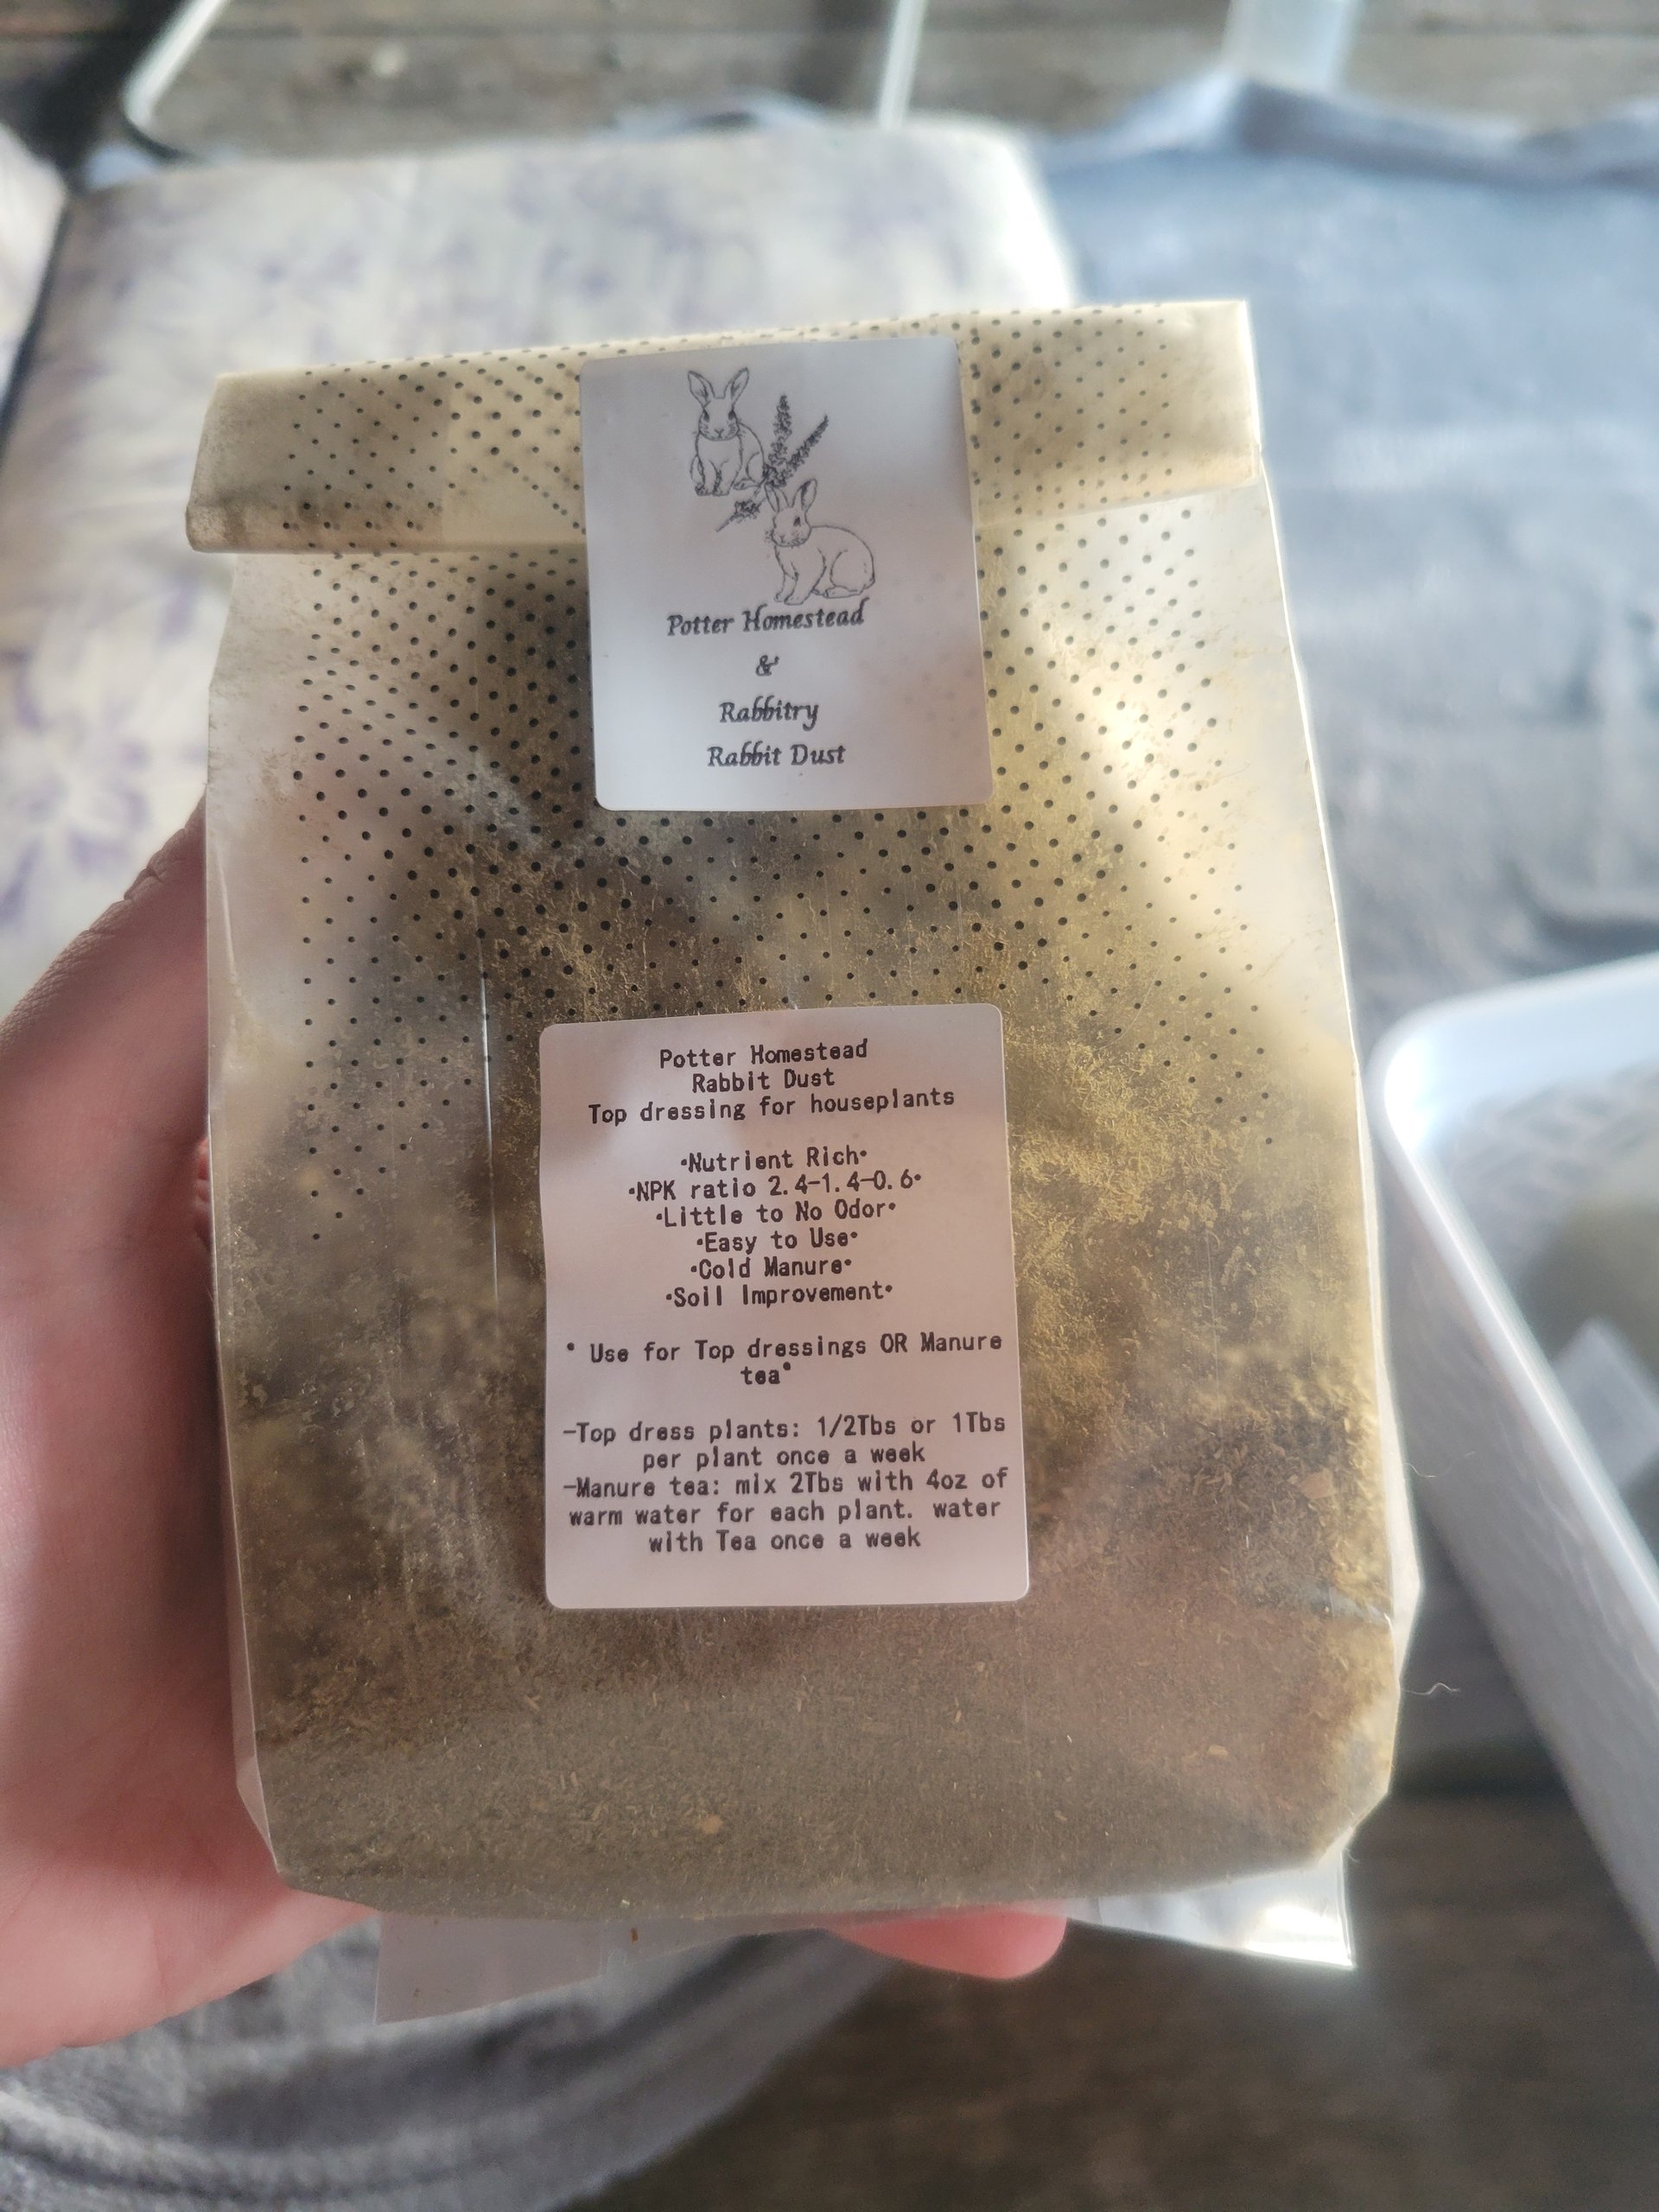 Potter Homestead
&
Rabbitry
Rabbit Dust
Potter Homestead
Rabbit Dust
Top dressing for houseplants
•Nutrient Rich•
•NPK ratio 2.4-1.4-0.6•
•Little to No Odor•
•Easy to Use•
•Cold Manure•
•Soil Improvement•
* Use for Top dressings OR Manure
tea*
-Top dress plants: 1/2Tbs or 1Tbs
per plant once a week
-Manure tea: mix 2Tbs with 4oz of
warm water for each plant. water
with Tea once a week